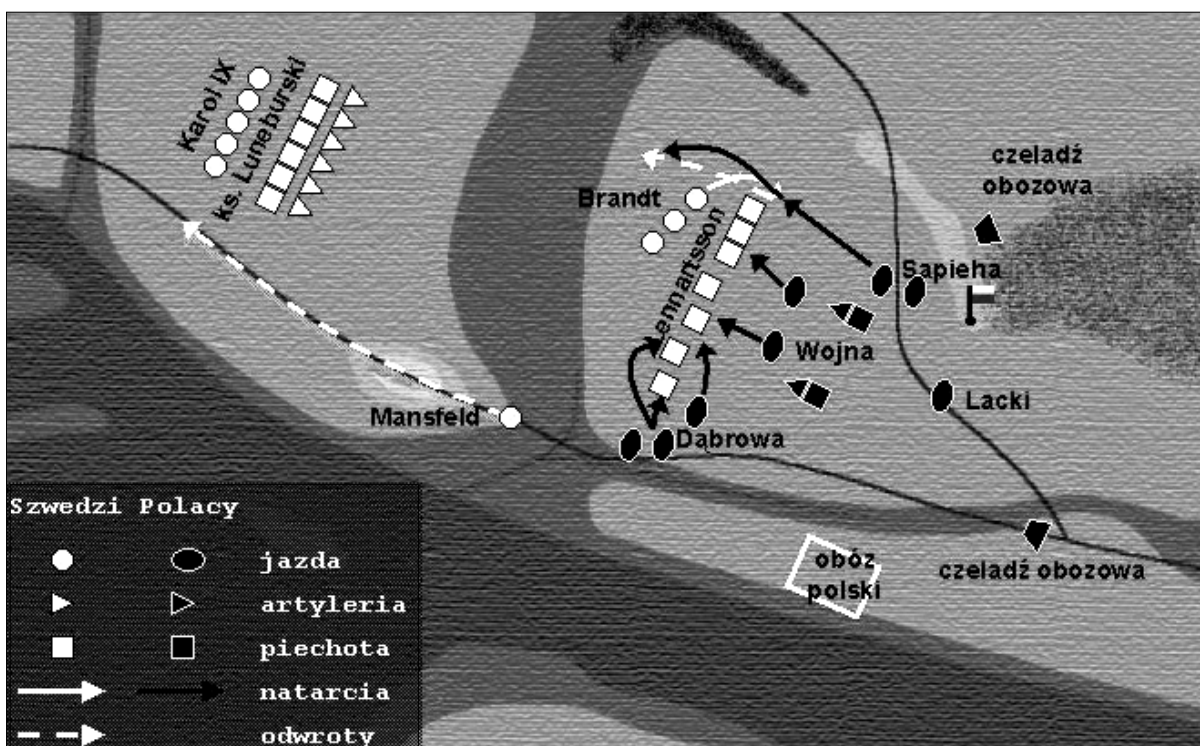 Karol IX
ks. Luneburski
czeladź
obozowa
Brandt
Lennartsson
Sapieha
Wojna
Lacki
Mansfeld
Dąbrowa
obóz
polski
czeladź obozowa
Szwedzi Polacy
jazda
artyleria
piechota
natarcia
odwroty